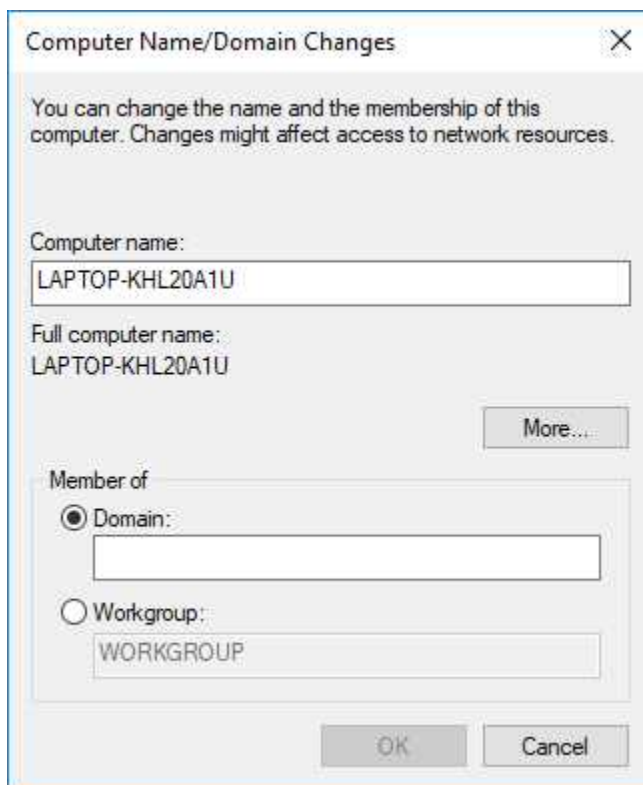 Computer Name/Domain Changes
You can change the name and the membership of this
computer. Changes might affect access to network resources.
Computer name:
LAPTOP-KHL20A1U
Full computer name:
LAPTOP-KHL20A1U
More...
Member of
Domain:
Workgroup:
WORKGROUP
OK
Cancel